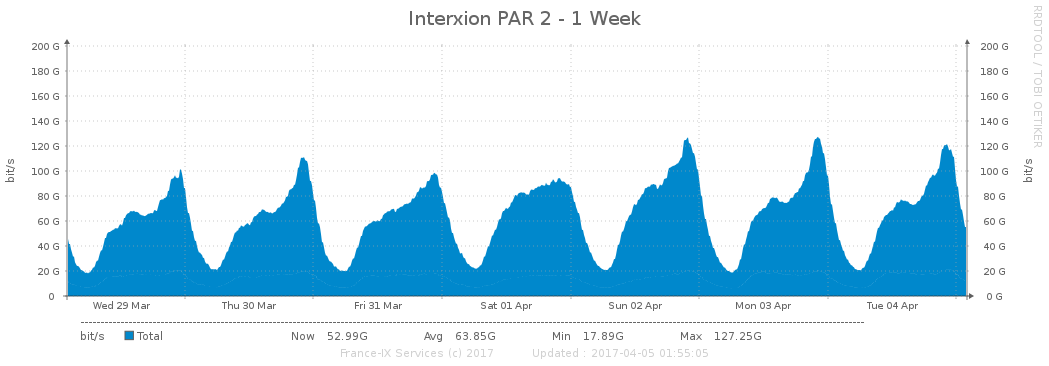 Interxion PAR 2 - 1 Week
RRDTOOL / TOBI OETIKER
200 G 200 G
180 G 180 G
160 G 160 G
140 G 140 G
120 G 120 G
100 G 100 G
80 G 80 G
60 G 60 G
40 G 40 G
20 G 20 G
0 0 G
bit/s bit/s
Wed 29 Mar Thu 30 Mar Fri 31 Mar Sat 01 Apr Sun 02 Apr Mon 03 Apr Tue 04 Apr
bit/s Total Now 52.99G Avg 63.85G Min 17.89G Max 127.25G
France-IX Services (c) 2017 Updated : 2017-04-05 01:55:05